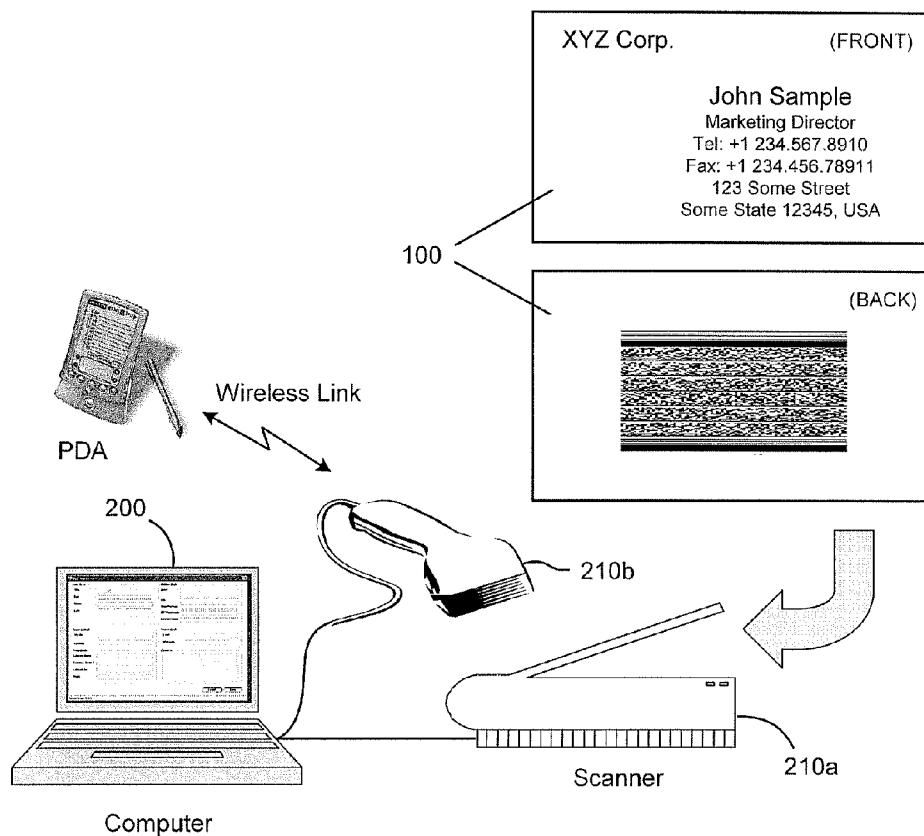 XYZ Corp. (FRONT)
John Sample
Marketing Director
Tel: +1 234.567.8910
Fax: +1 234.456.78911
123 Some Street
Some State 12345, USA
100
(BACK)
Wireless Link
PDA
200
210b
210a
Scanner
Computer